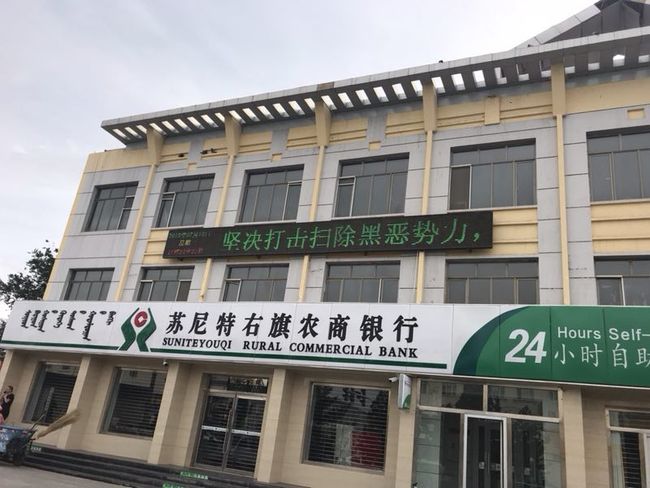 坚决打击扫除黑恶势力，
苏尼特右旗农商银行
SUNITEYOUQI RURAL COMMERCIAL BANK
24 Hours Self-
小时自助